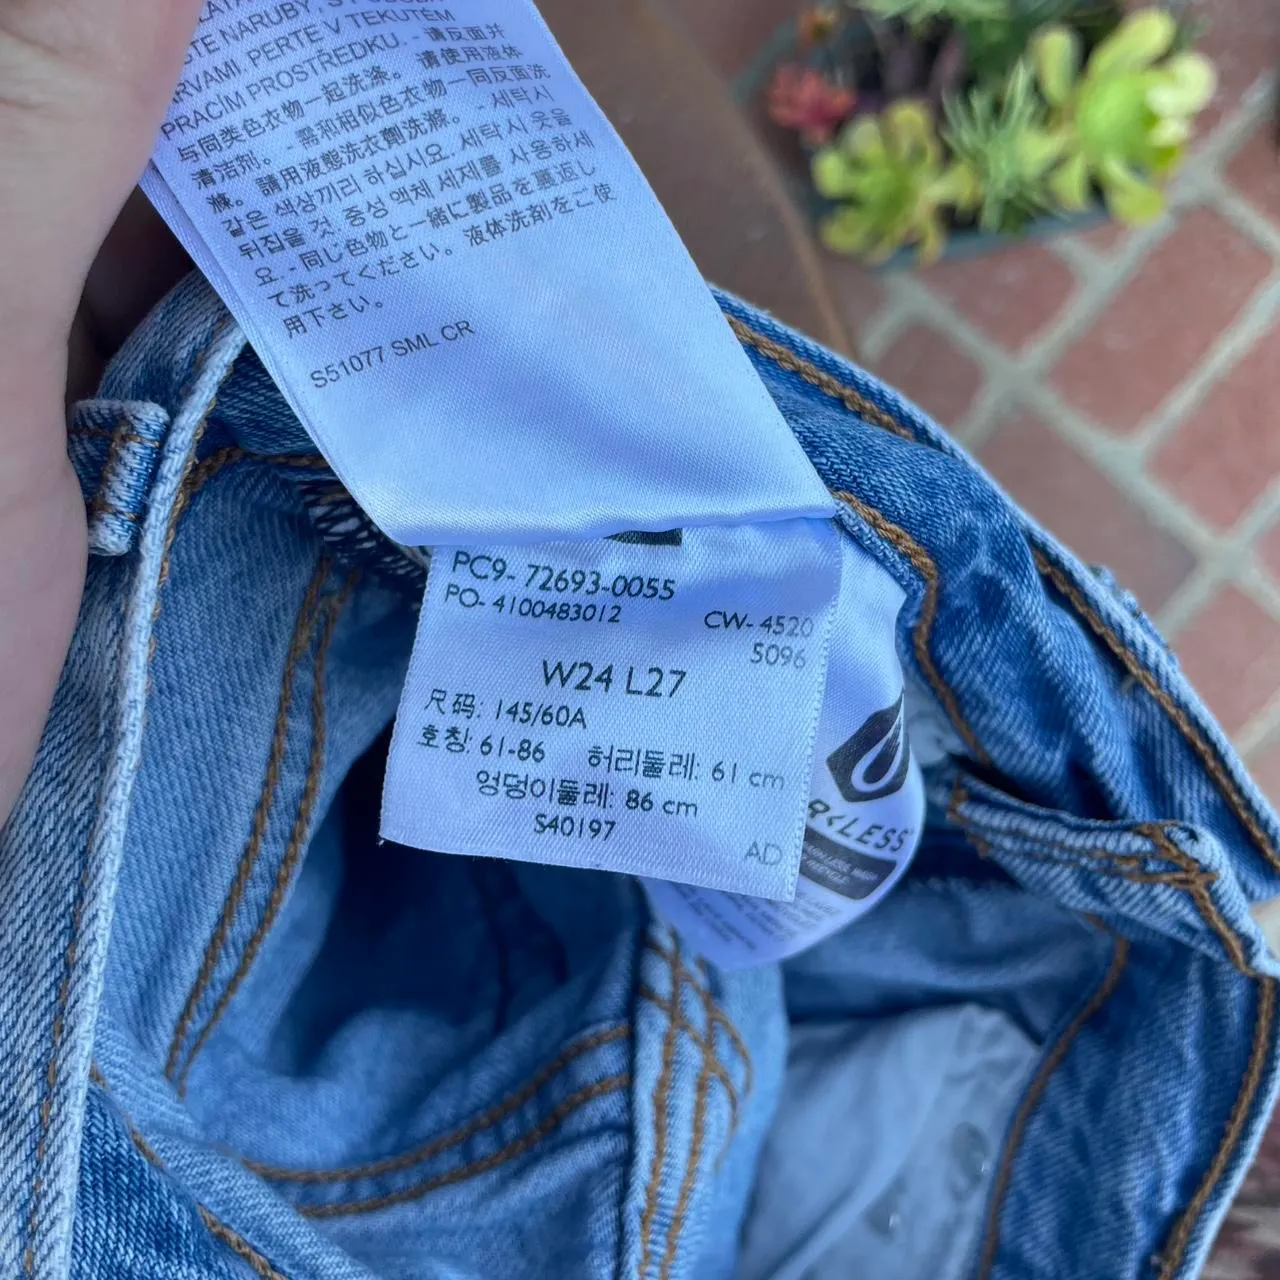 STE NARUBY, S
ARVAMI. PERTE V TEKUTÉM
PRACÍM PROSTŘEDKU. - 请反面并
与同类色衣物一起洗涤。 请使用液体
清洁剂。 - 需和相似色衣物一同反面洗
滌。 請用液態洗衣劑洗滌。 - 세탁시
같은 색상끼리 하십시요. 세탁시 옷을
뒤집을 것. 중성 액체 세제를 사용하세
요. - 同じ色物と一緒に製品を裏返し
て洗ってください。液体洗剤をご使
用下さい。
S51077 SML CR
PC9- 72693-0055
PO- 4100483012 CW- 4520
5096
W24 L27
尺码: 145/60A
호칭: 61-86 허리둘레: 61 cm
엉덩이둘레: 86 cm
S40197
AD
R<LESS